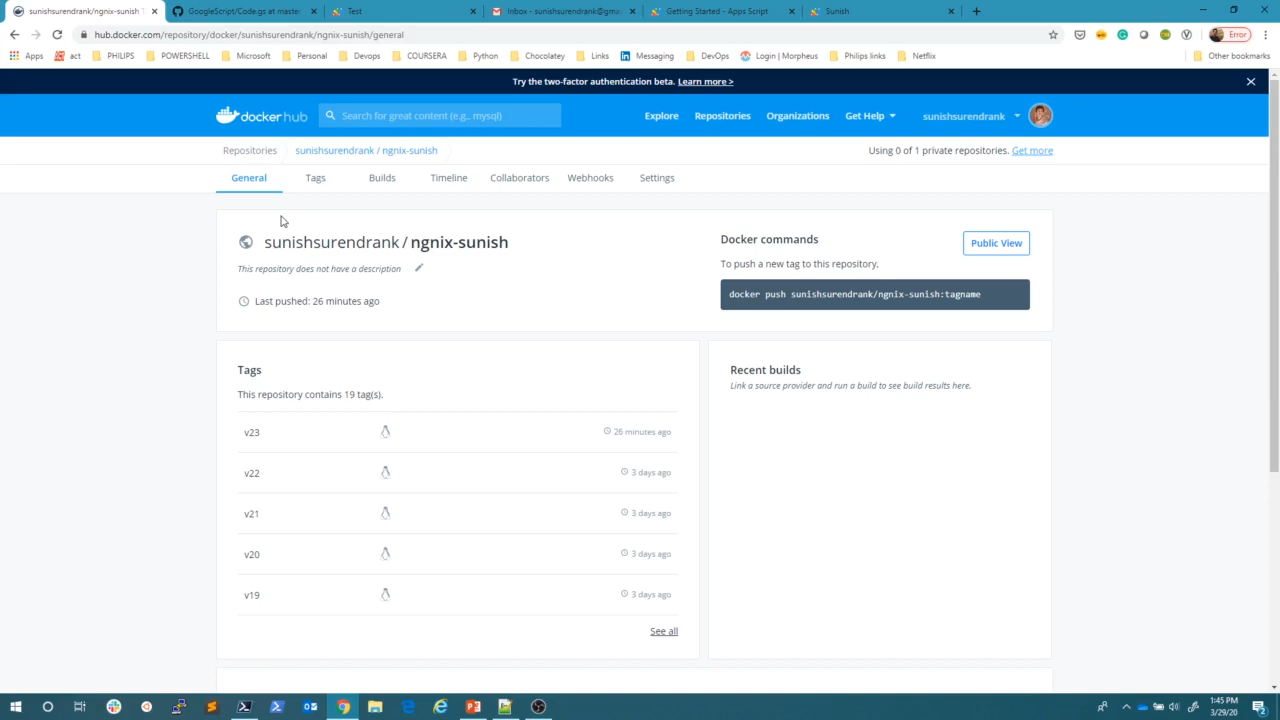 sunishsurendrank/ngnix-sunish T
GoogleScript/Code.gs at master
Test
Inbox - sunishsurendrank@gma
Getting Started - Apps Script
Sunish
hub.docker.com/repository/docker/sunishsurendrank/ngnix-sunish/general
Error
Apps
act
PHILIPS
POWERSHELL
Microsoft
Personal
Devops
COURSERA
Python
Chocolatey
Links
Messaging
DevOps
Login | Morpheus
Philips links
Netflix
Other bookmarks
Try the two-factor authentication beta. Learn more >
docker hub
Search for great content (e.g., mysql)
Explore
Repositories
Organizations
Get Help
sunishsurendrank
Repositories
sunishsurendrank / ngnix-sunish
Using 0 of 1 private repositories. Get more
General
Tags
Builds
Timeline
Collaborators
Webhooks
Settings
sunishsurendrank / ngnix-sunish
This repository does not have a description
Last pushed: 26 minutes ago
Docker commands
Public View
To push a new tag to this repository,
docker push sunishsurendrank/ngnix-sunish:tagname
Tags
This repository contains 19 tag(s).
v23
26 minutes ago
v22
3 days ago
v21
3 days ago
v20
3 days ago
v19
3 days ago
See all
Recent builds
Link a source provider and run a build to see build results here.
1:45 PM
3/29/20